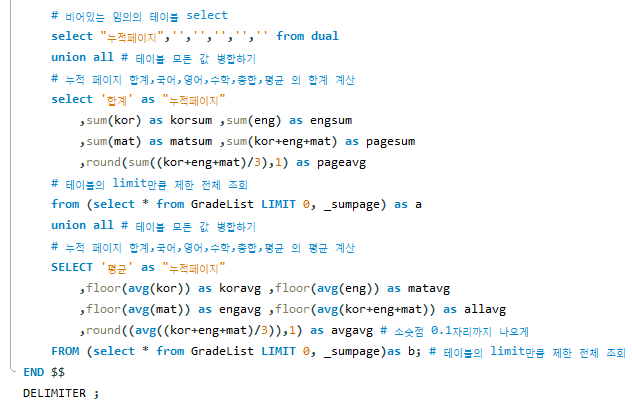 # 비어있는 임의의 테이블 select
select "누적페이지",'','','','','' from dual
union all # 테이블 모든 값 병합하기
# 누적 페이지 합계,국어,영어,수학,총합,평균 의 합계 계산
select '합계' as "누적페이지"
,sum(kor) as korsum ,sum(eng) as engsum
,sum(mat) as matsum ,sum(kor+eng+mat) as pagesum
,round(sum((kor+eng+mat)/3),1) as pageavg
# 테이블의 limit만큼 제한 전체 조회
from (select * from GradeList LIMIT 0, _sumpage) as a
union all # 테이블 모든 값 병합하기
# 누적 페이지 합계,국어,영어,수학,총합,평균 의 평균 계산
SELECT '평균' as "누적페이지"
,floor(avg(kor)) as koravg ,floor(avg(eng)) as matavg
,floor(avg(mat)) as engavg ,floor(avg(kor+eng+mat)) as allavg
,round((avg((kor+eng+mat)/3)),1) as avgavg # 소숫점 0.1자리까지 나오게
FROM (select * from GradeList LIMIT 0, _sumpage)as b; # 테이블의 limit만큼 제한 전체 조회
END $$
DELIMITER ;